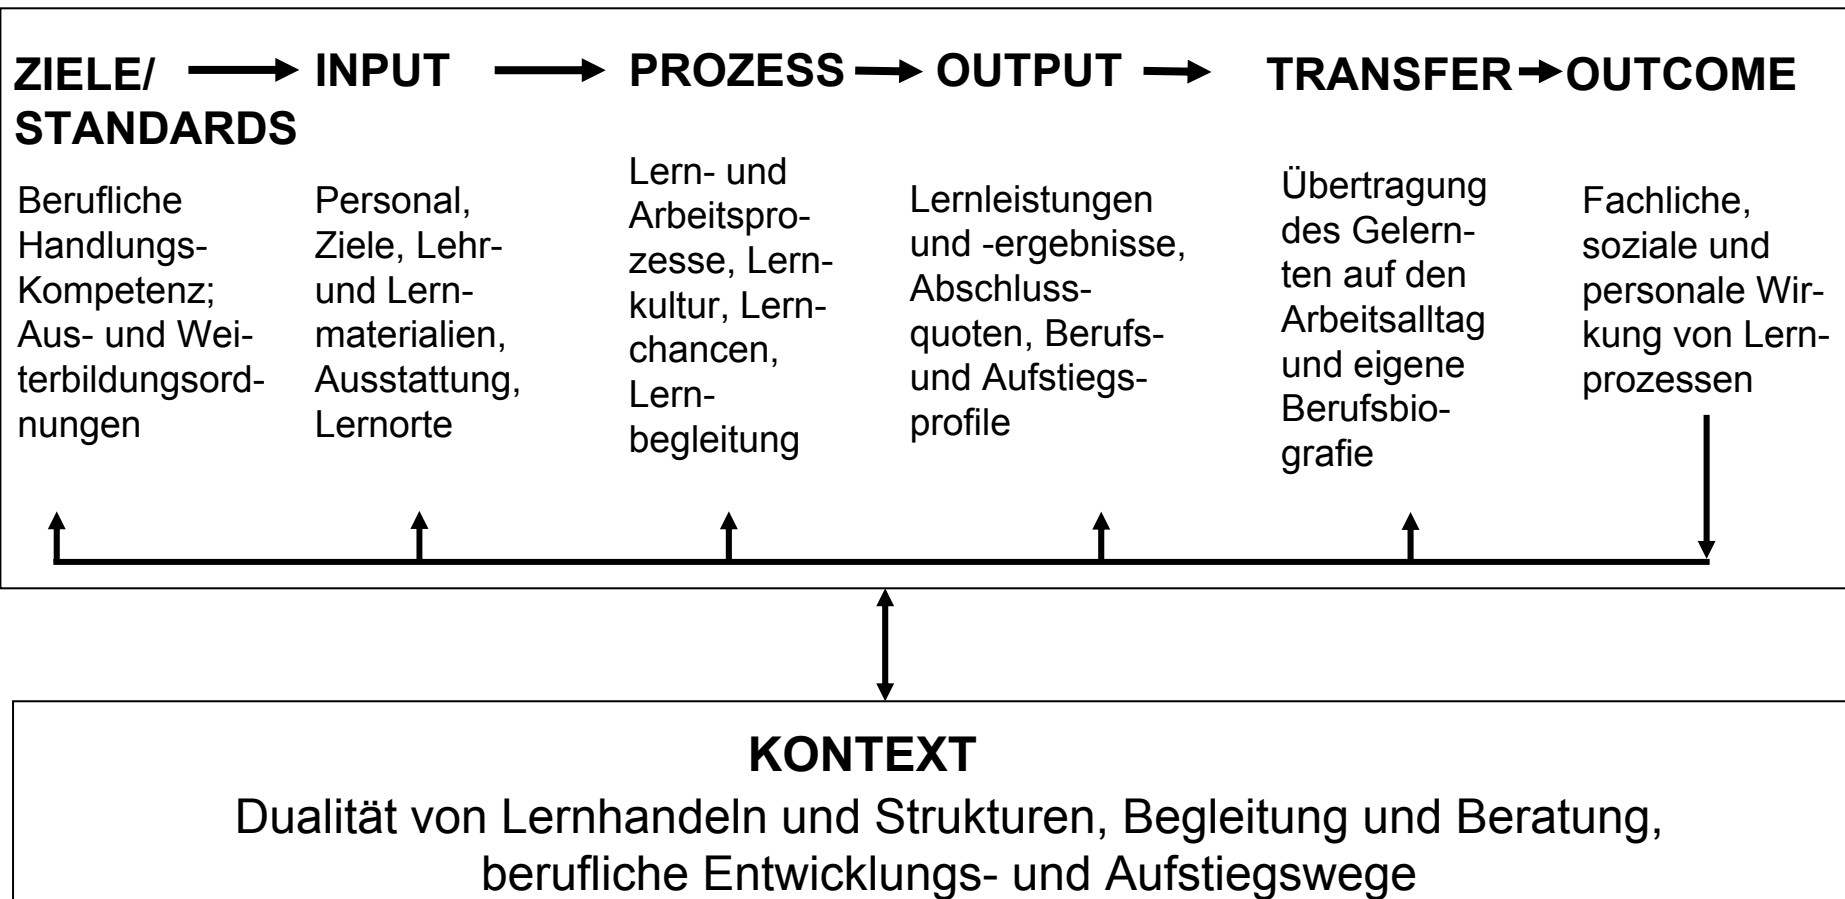 ZIELE/ INPUT PROZESS OUTPUT TRANSFER OUTCOME
STANDARDS
Berufliche
Handlungs-
Kompetenz;
Aus- und Wei-
terbildungsord-
nungen
Personal,
Ziele, Lehr-
und Lern-
materialien,
Ausstattung,
Lernorte
Lern- und
Arbeitspro-
zesse, Lern-
kultur, Lern-
chancen,
Lern-
begleitung
Lernleistungen
und -ergebnisse,
Abschluss-
quoten, Berufs-
und Aufstiegs-
profile
Übertragung
des Gelern-
ten auf den
Arbeitsalltag
und eigene
Berufsbio-
grafie
Fachliche,
soziale und
personale Wir-
kung von Lern-
prozessen
KONTEXT
Dualität von Lernhandeln und Strukturen, Begleitung und Beratung,
berufliche Entwicklungs- und Aufstiegswege